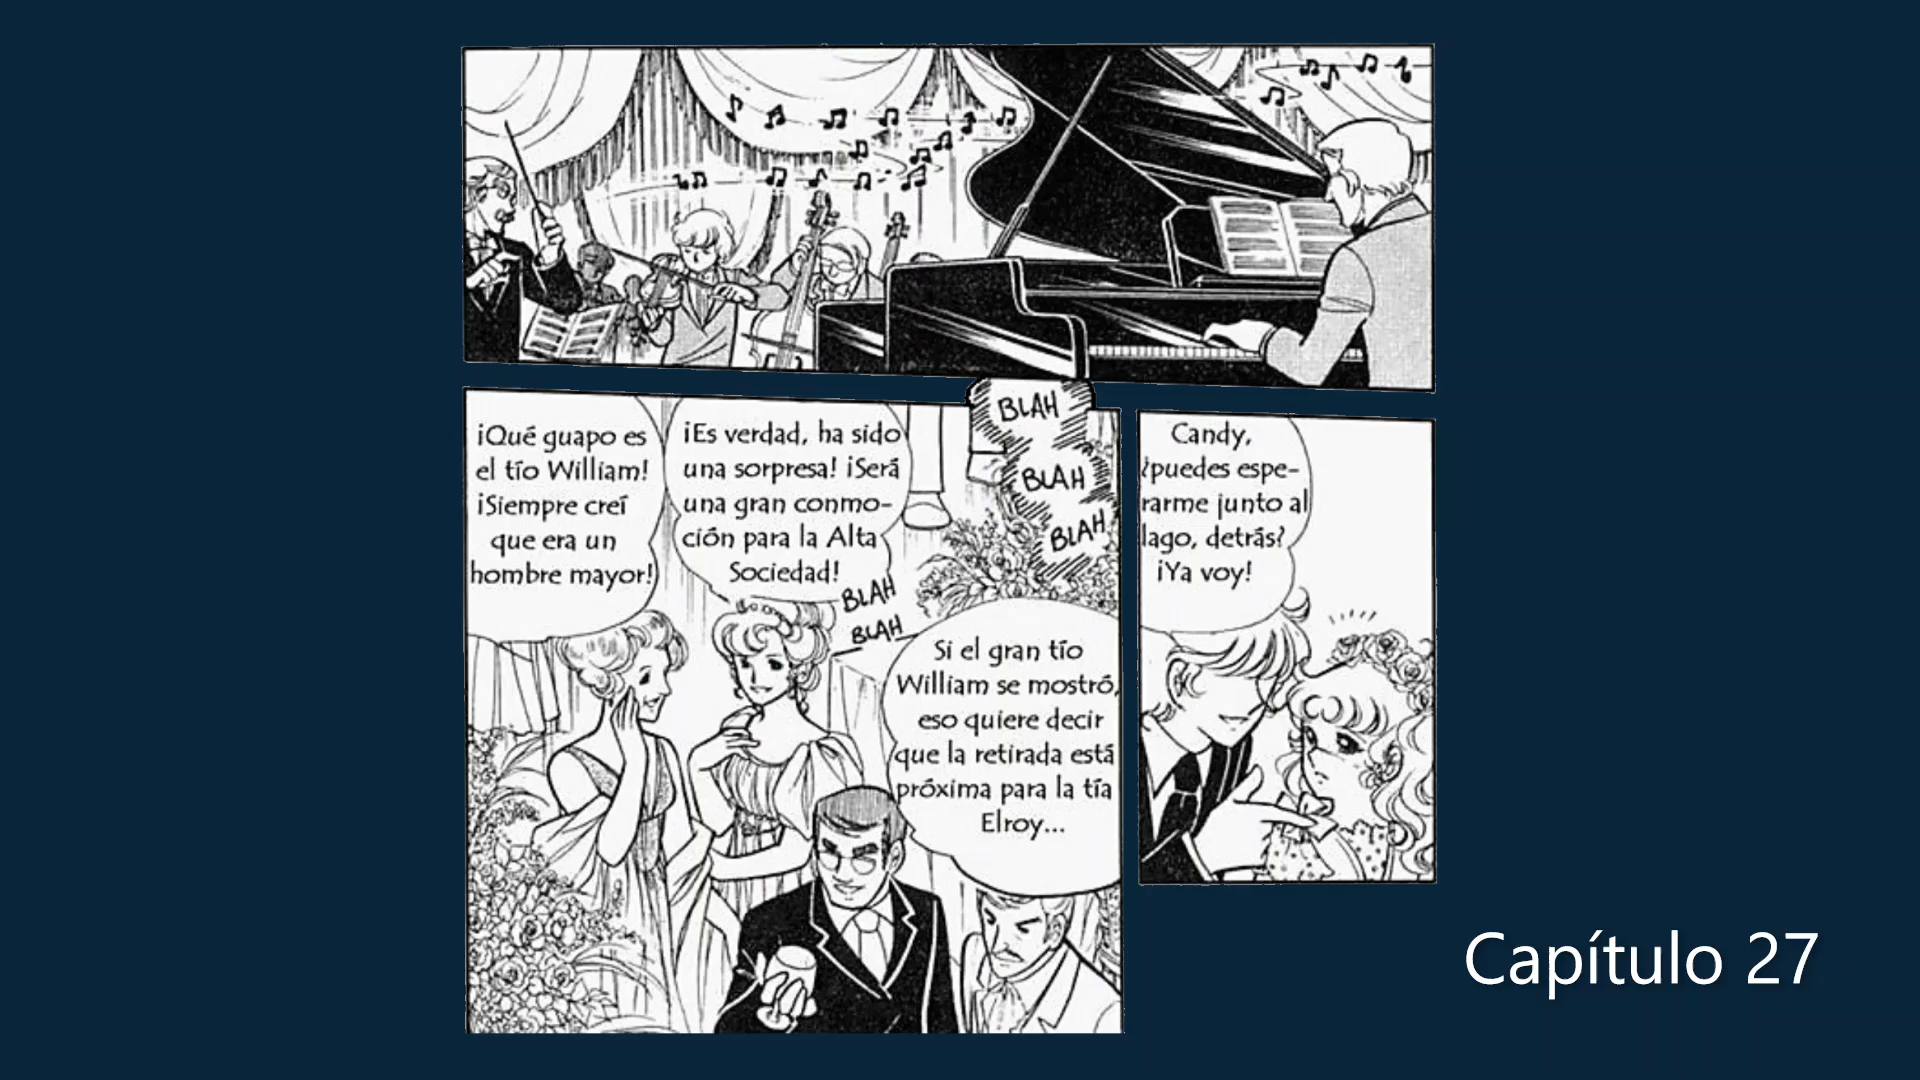 ¡Qué guapo es
el tío William!
¡Siempre creí
que era un
hombre mayor!
¡Es verdad, ha sido
una sorpresa! ¡Será
una gran conmo-
ción para la Alta
Sociedad!
BLAH
BLAH
BLAH
BLAH
BLAH
Si el gran tío
William se mostró,
eso quiere decir
que la retirada está
próxima para la tía
Elroy...
Candy,
¿puedes espe-
rarme junto al
lago, detrás?
¡Ya voy!
Capítulo 27